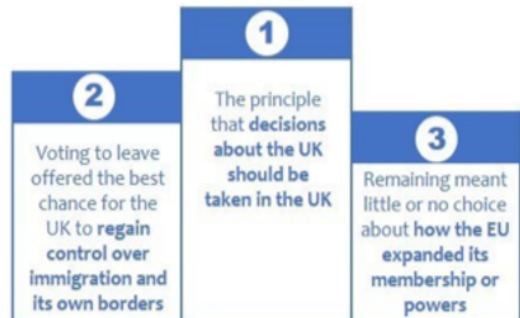 1
The principle
that decisions
about the UK
should be
taken in the UK
2
Voting to leave
offered the best
chance for the
UK to regain
control over
immigration and
its own borders
3
Remaining meant
little or no choice
about how the EU
expanded its
membership or
powers